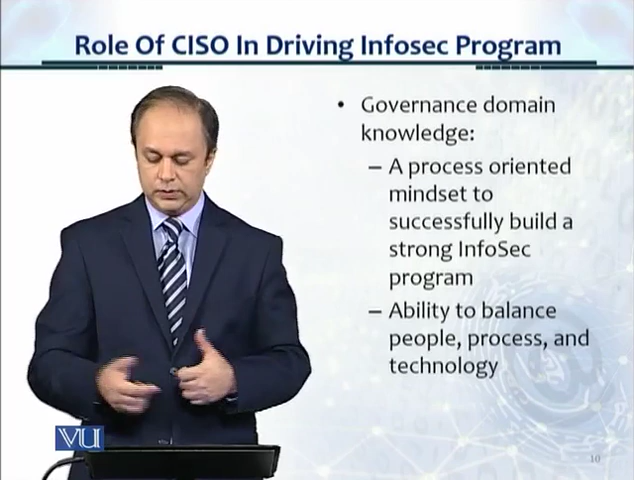 Role Of CISO In Driving Infosec Program
• Governance domain
knowledge:
– A process oriented
mindset to
successfully build a
strong InfoSec
program
– Ability to balance
people, process, and
technology
VU
10